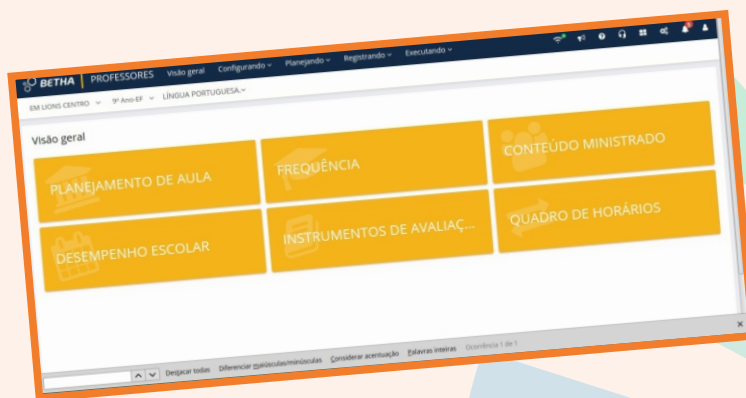 BETHA PROFESSORES Visão geral Configurando Planejando Registrando Executando
EM LIONS CENTRO 9º Ano-EF LÍNGUA PORTUGUESA.
Visão geral
PLANEJAMENTO DE AULA FREQUÊNCIA CONTEÚDO MINISTRADO
DESEMPENHO ESCOLAR INSTRUMENTOS DE AVALIAÇ... QUADRO DE HORÁRIOS
Destacar todas Diferenciar maiúsculas/minúsculas Considerar acentuação Palavras inteiras Ocorrência 1 de 1